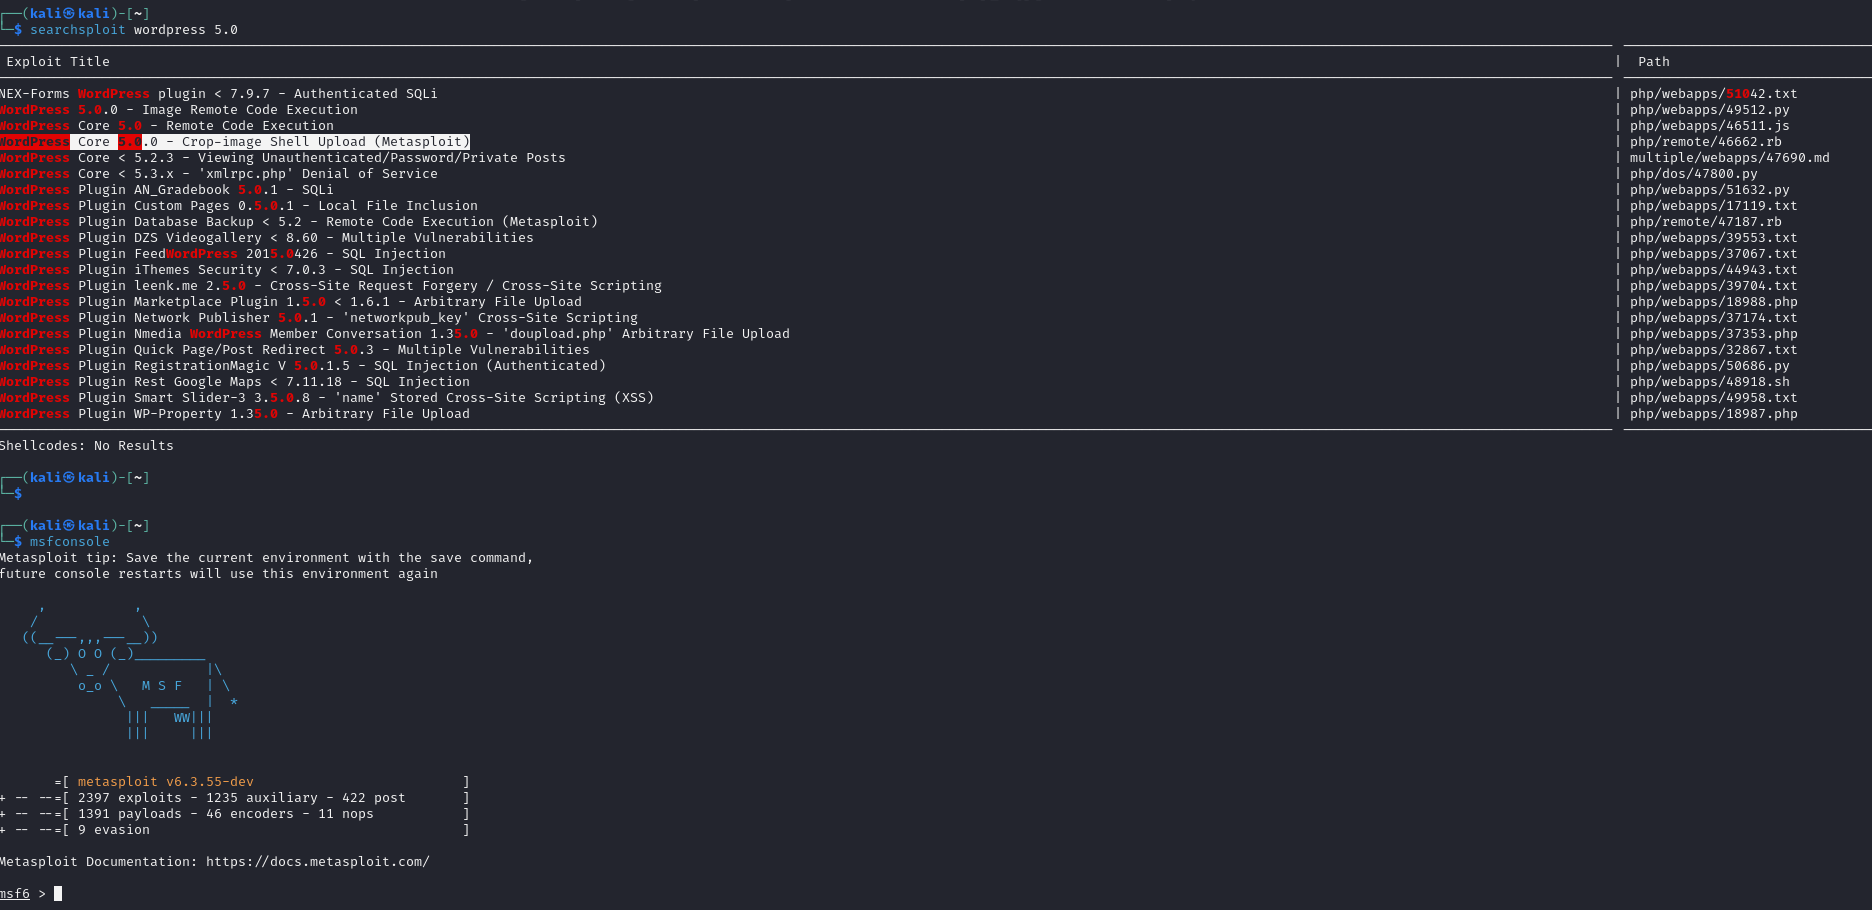 ┌──(kali㉿kali)-[~]
└─$ searchsploit wordpress 5.0
Exploit Title | Path
NEX-Forms WordPress plugin < 7.9.7 - Authenticated SQLi | php/webapps/51042.txt
WordPress 5.0.0 - Image Remote Code Execution | php/webapps/49512.py
WordPress Core 5.0 - Remote Code Execution | php/webapps/46511.js
WordPress Core 5.0.0 - Crop-image Shell Upload (Metasploit) | php/remote/46662.rb
WordPress Core < 5.2.3 - Viewing Unauthenticated/Password/Private Posts | multiple/webapps/47690.md
WordPress Core < 5.3.x - 'xmlrpc.php' Denial of Service | php/dos/47800.py
WordPress Plugin AN_Gradebook 5.0.1 - SQLi | php/webapps/51632.py
WordPress Plugin Custom Pages 0.5.0.1 - Local File Inclusion | php/webapps/17119.txt
WordPress Plugin Database Backup < 5.2 - Remote Code Execution (Metasploit) | php/remote/47187.rb
WordPress Plugin DZS Videogallery < 8.60 - Multiple Vulnerabilities | php/webapps/39553.txt
WordPress Plugin FeedWordPress 2015.0426 - SQL Injection | php/webapps/37067.txt
WordPress Plugin iThemes Security < 7.0.3 - SQL Injection | php/webapps/44943.txt
WordPress Plugin leenk.me 2.5.0 - Cross-Site Request Forgery / Cross-Site Scripting | php/webapps/39704.txt
WordPress Plugin Marketplace Plugin 1.5.0 < 1.6.1 - Arbitrary File Upload | php/webapps/18988.php
WordPress Plugin Network Publisher 5.0.1 - 'networkpub_key' Cross-Site Scripting | php/webapps/37174.txt
WordPress Plugin Nmedia WordPress Member Conversation 1.35.0 - 'doupload.php' Arbitrary File Upload | php/webapps/37353.php
WordPress Plugin Quick Page/Post Redirect 5.0.3 - Multiple Vulnerabilities | php/webapps/32867.txt
WordPress Plugin RegistrationMagic V 5.0.1.5 - SQL Injection (Authenticated) | php/webapps/50686.py
WordPress Plugin Rest Google Maps < 7.11.18 - SQL Injection | php/webapps/48918.sh
WordPress Plugin Smart Slider-3 3.5.0.8 - 'name' Stored Cross-Site Scripting (XSS) | php/webapps/49958.txt
WordPress Plugin WP-Property 1.35.0 - Arbitrary File Upload | php/webapps/18987.php
Shellcodes: No Results
┌──(kali㉿kali)-[~]
└─$
┌──(kali㉿kali)-[~]
└─$ msfconsole
Metasploit tip: Save the current environment with the save command,
future console restarts will use this environment again
     ,           ,
    /             \
   ((__---,,,---__))
      (_) O O (_)_________
         \ _ /            |\
          o_o \   M S F   | \
               \   _____  |  *
                |||   WW|||
                |||     |||
       =[ metasploit v6.3.55-dev                          ]
+ -- --=[ 2397 exploits - 1235 auxiliary - 422 post       ]
+ -- --=[ 1391 payloads - 46 encoders - 11 nops           ]
+ -- --=[ 9 evasion                                       ]
Metasploit Documentation: https://docs.metasploit.com/
msf6 >